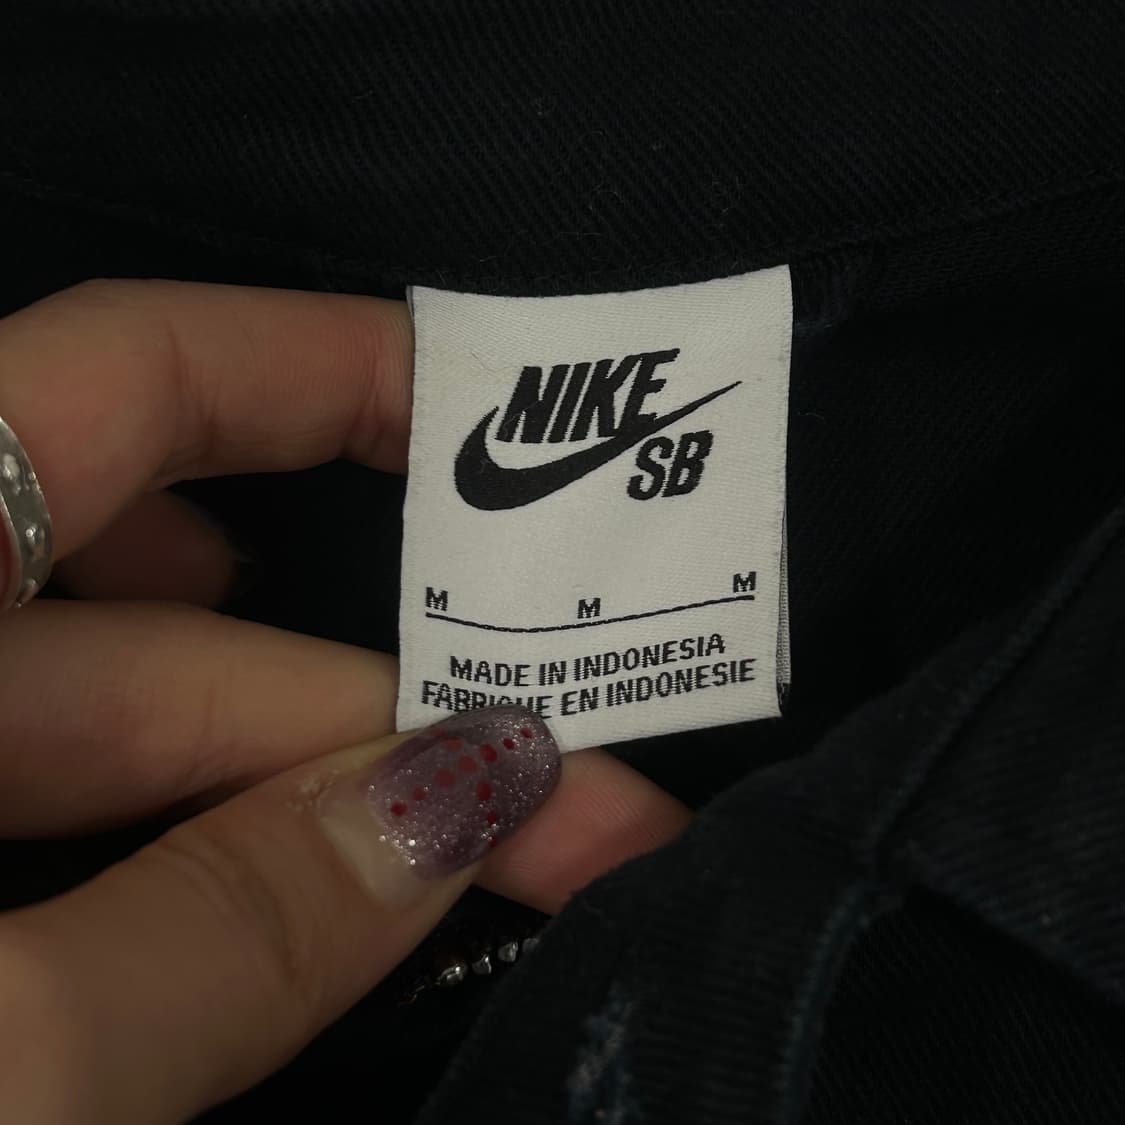 NIKE
SB
M M M
MADE IN INDONESIA
FABRIQUE EN INDONESIE